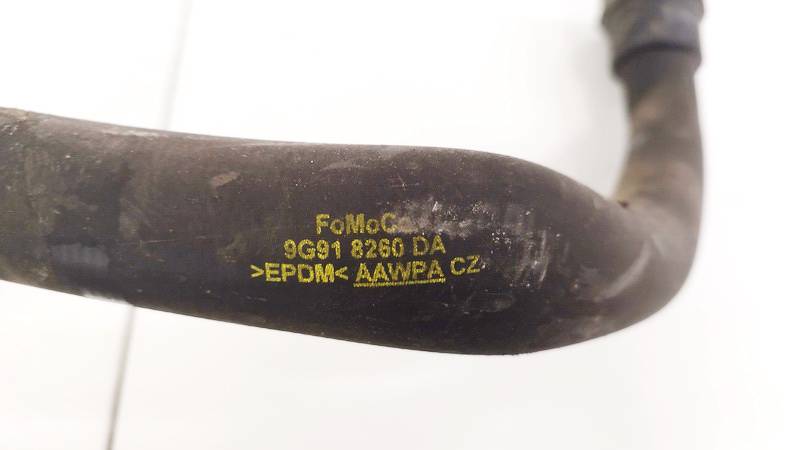 FoMoC
9G91 8260 DA
>EPDM< AAWPA CZ